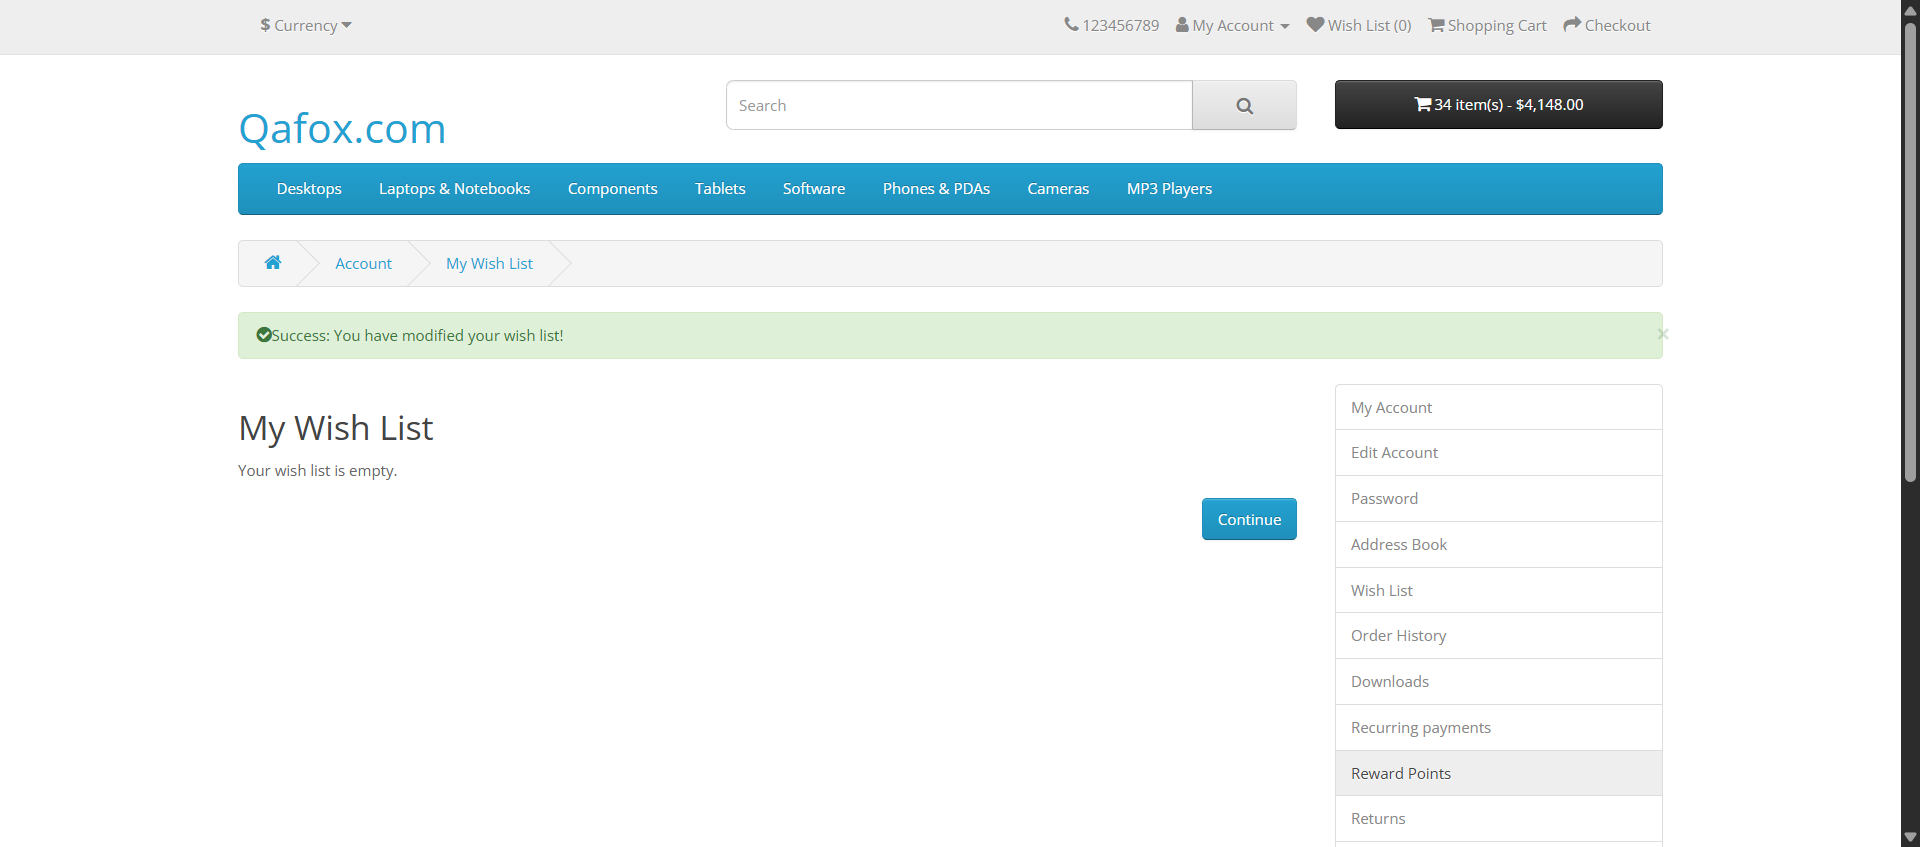 $ Currency
123456789 My Account Wish List (0) Shopping Cart Checkout
Qafox.com
Search
34 item(s) - $4,148.00
Desktops Laptops & Notebooks Components Tablets Software Phones & PDAs Cameras MP3 Players
Account My Wish List
Success: You have modified your wish list!
×
My Wish List
Your wish list is empty.
Continue
My Account
Edit Account
Password
Address Book
Wish List
Order History
Downloads
Recurring payments
Reward Points
Returns